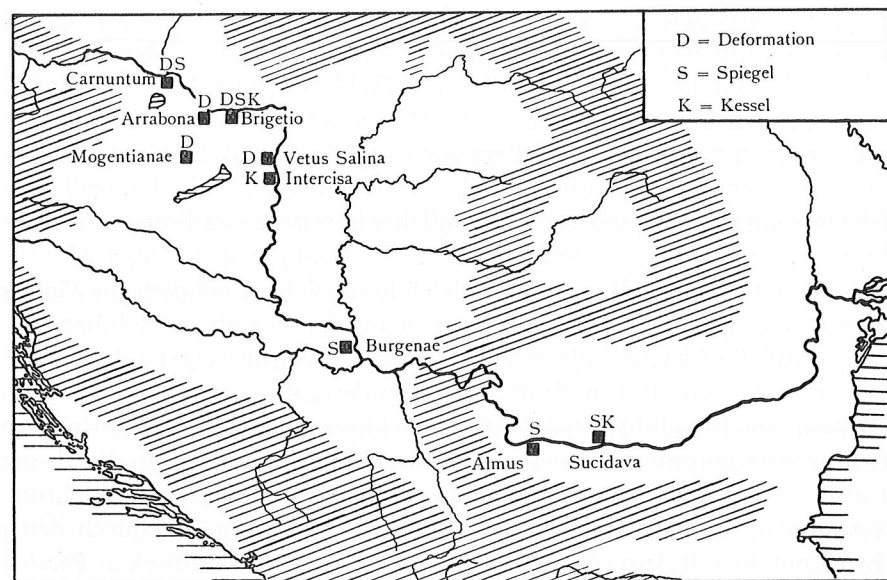 D = Deformation
S = Spiegel
K = Kessel
DS
Carnuntum
D DSK
Arrabona Brigetio
D
Mogentianae
D Vetus Salina
K Intercisa
S Burgenae
S SK
Almus Sucidava